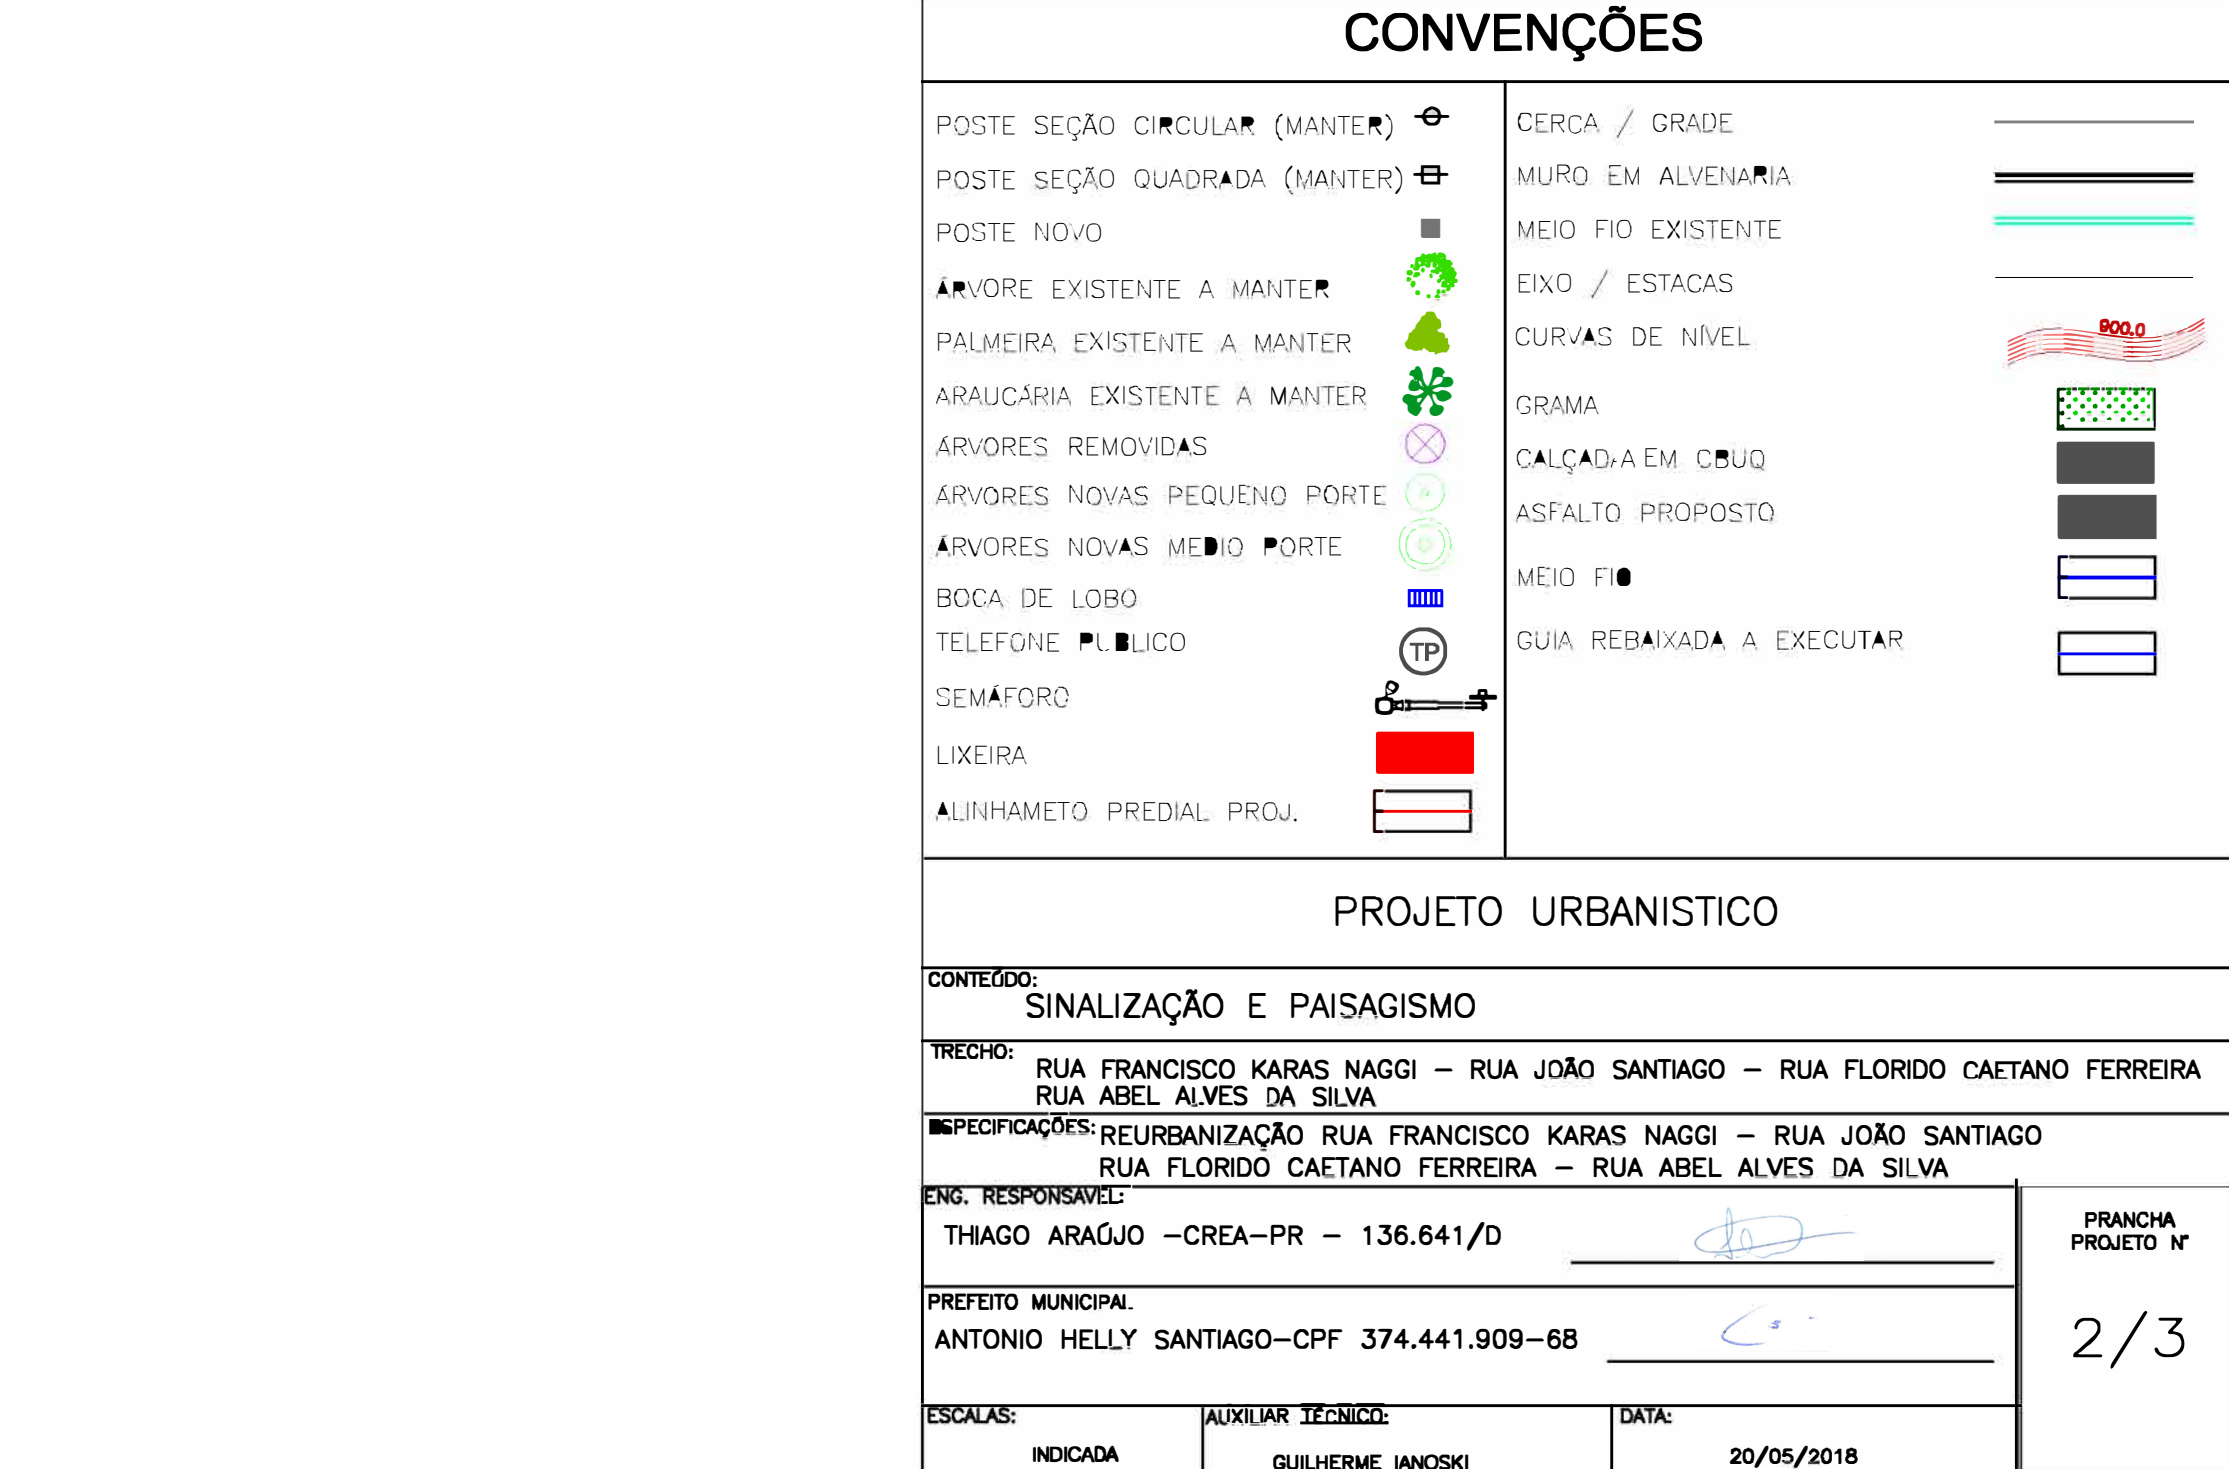 CONVENÇÕES
POSTE SEÇÃO CIRCULAR (MANTER)
POSTE SEÇÃO QUADRADA (MANTER)
POSTE NOVO
ÁRVORE EXISTENTE A MANTER
PALMEIRA EXISTENTE A MANTER
ARAUCÁRIA EXISTENTE A MANTER
ÁRVORES REMOVIDAS
ÁRVORES NOVAS PEQUENO PORTE
ÁRVORES NOVAS MEDIO PORTE
BOCA DE LOBO
TELEFONE PUBLICO
TP
SEMÁFORO
LIXEIRA
ALINHAMETO PREDIAL PROJ.
CERCA / GRADE
MURO EM ALVENARIA
MEIO FIO EXISTENTE
EIXO / ESTACAS
CURVAS DE NÍVEL
900.0
GRAMA
CALÇADA EM CBUQ
ASFALTO PROPOSTO
MEIO FIO
GUIA REBAIXADA A EXECUTAR
PROJETO URBANISTICO
CONTEÚDO:
SINALIZAÇÃO E PAISAGISMO
TRECHO:
RUA FRANCISCO KARAS NAGGI – RUA JOÃO SANTIAGO – RUA FLORIDO CAETANO FERREIRA
RUA ABEL ALVES DA SILVA
ESPECIFICAÇÕES: REURBANIZAÇÃO RUA FRANCISCO KARAS NAGGI – RUA JOÃO SANTIAGO
RUA FLORIDO CAETANO FERREIRA – RUA ABEL ALVES DA SILVA
ENG. RESPONSAVEL:
THIAGO ARAÚJO –CREA–PR – 136.641/D
PREFEITO MUNICIPAL
ANTONIO HELLY SANTIAGO–CPF 374.441.909–68
PRANCHA
PROJETO N°
2/3
ESCALAS:
INDICADA
AUXILIAR TÉCNICO:
GUILHERME IANOSKI
DATA:
20/05/2018